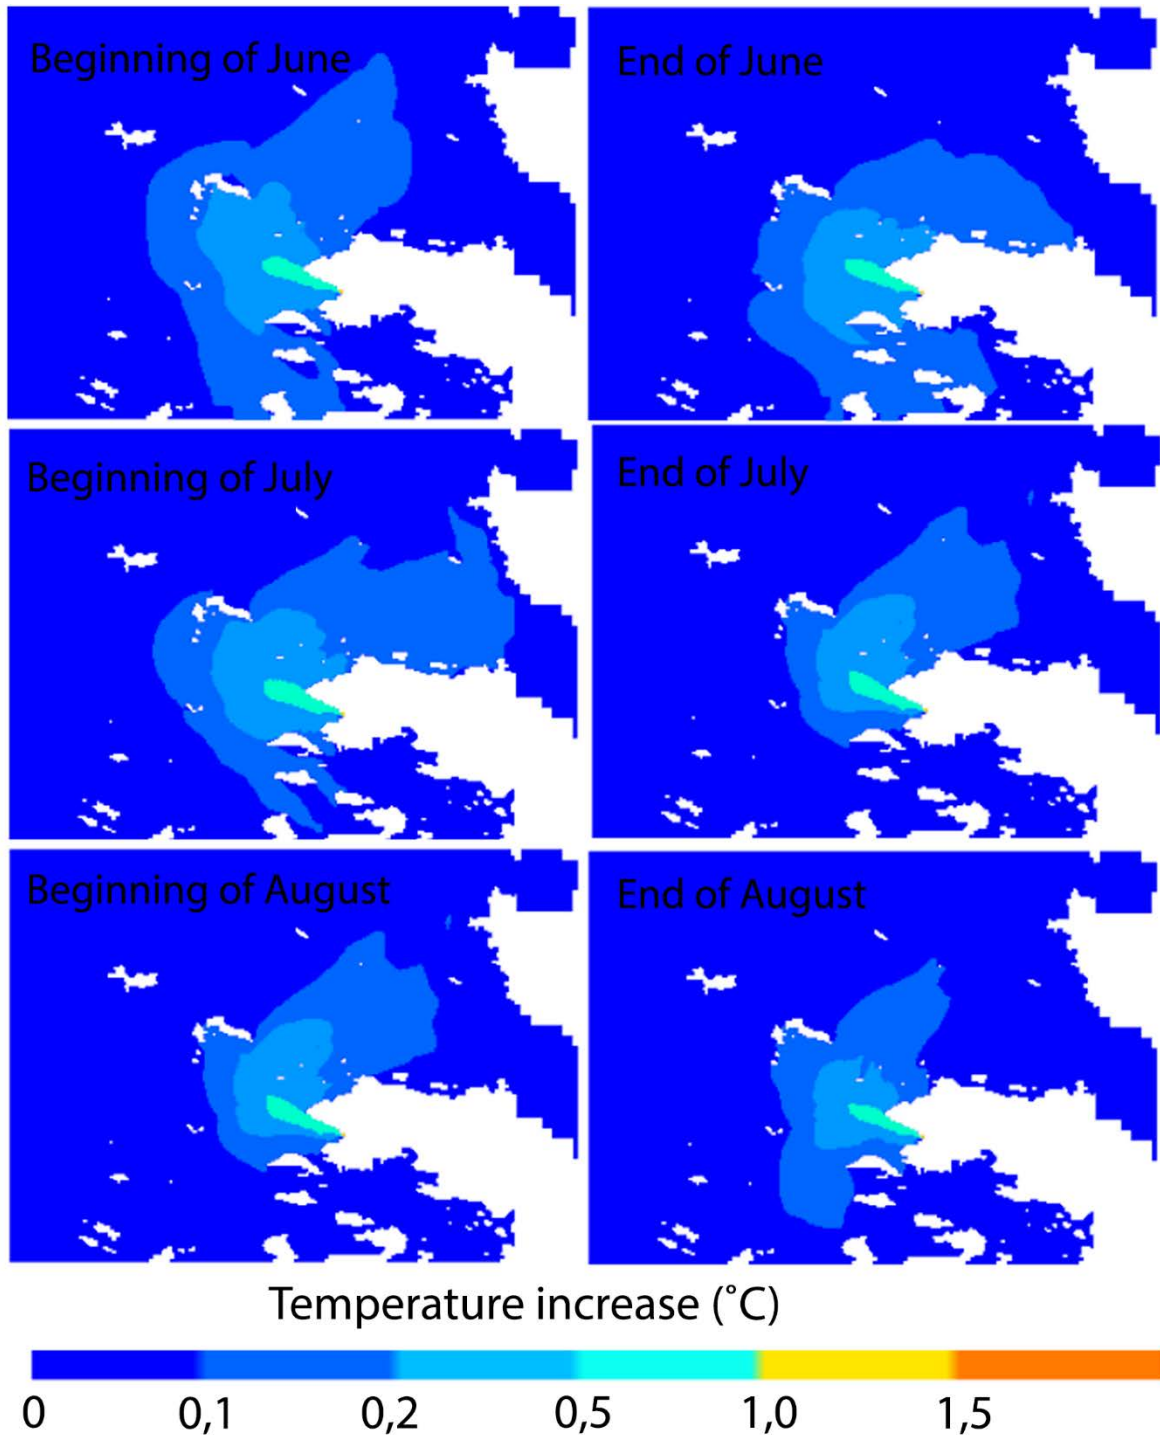 Beginning of June
End of June
Beginning of July
End of July
Beginning of August
End of August
Temperature increase (˚C)
0 0,1 0,2 0,5 1,0 1,5